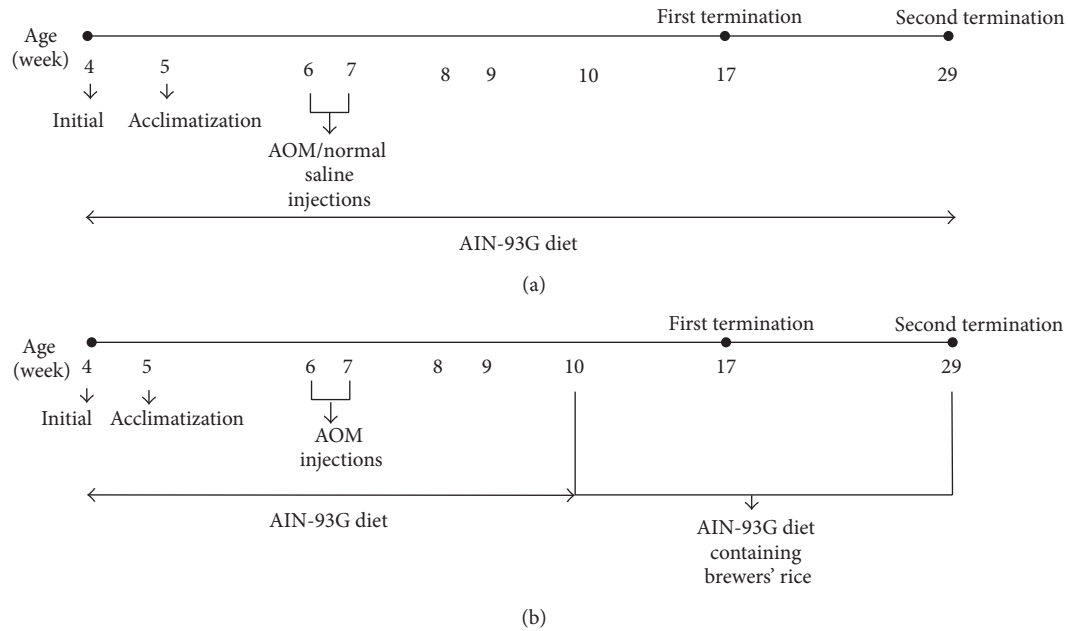 First termination
Second termination
Age
(week)
4
5
6
7
8
9
10
17
29
Initial
Acclimatization
AOM/normal
saline
injections
AIN-93G diet
(a)
First termination
Second termination
Age
(week)
4
5
6
7
8
9
10
17
29
Initial
Acclimatization
AOM
injections
AIN-93G diet
AIN-93G diet
containing
brewers’ rice
(b)